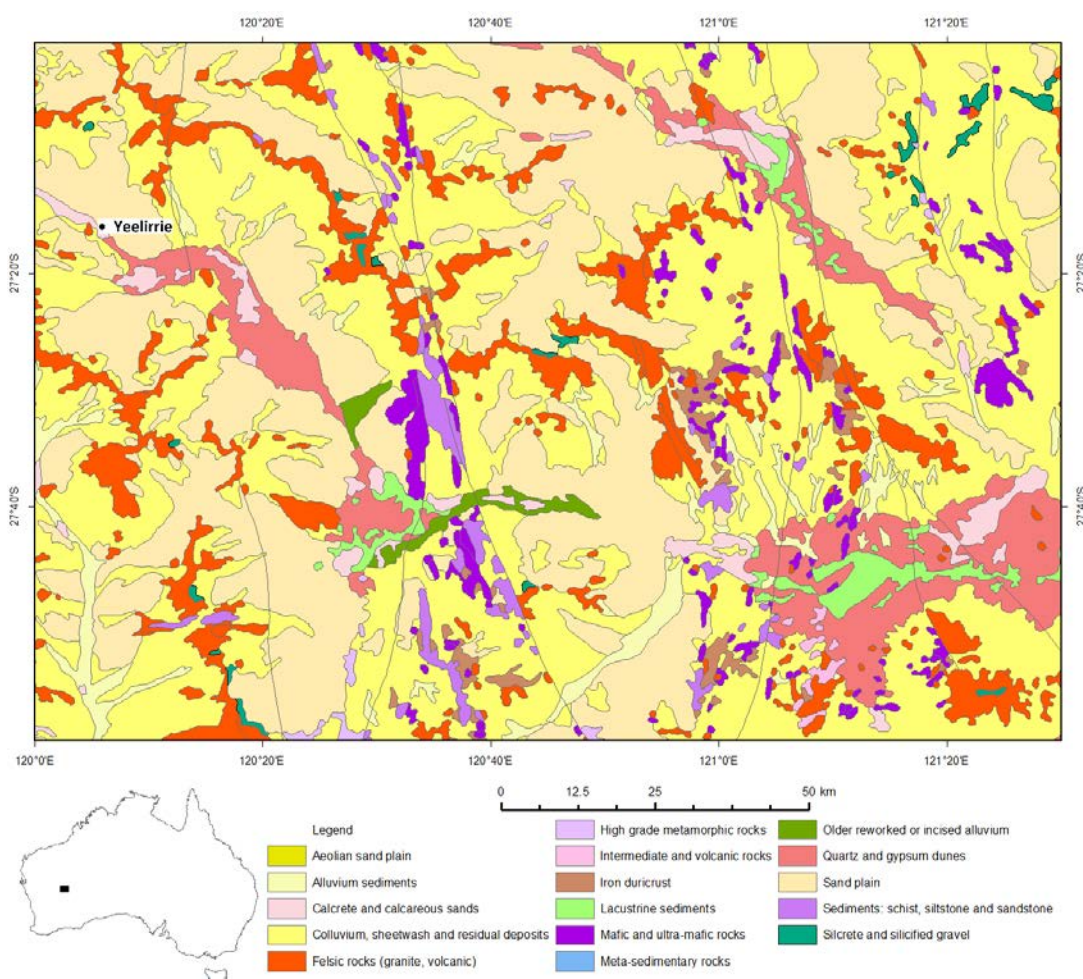 120°20'E 120°40'E 121°0'E 121°20'E
Yeelirrie
27°20'S 27°20'S
27°40'S 27°40'S
120°0'E 120°20'E 120°40'E 121°0'E 121°20'E
0 12.5 25 50 km
Legend
Aeolian sand plain
Alluvium sediments
Calcrete and calcareous sands
Colluvium, sheetwash and residual deposits
Felsic rocks (granite, volcanic)
High grade metamorphic rocks
Intermediate and volcanic rocks
Iron duricrust
Lacustrine sediments
Mafic and ultra-mafic rocks
Meta-sedimentary rocks
Older reworked or incised alluvium
Quartz and gypsum dunes
Sand plain
Sediments: schist, siltstone and sandstone
Silcrete and silicified gravel